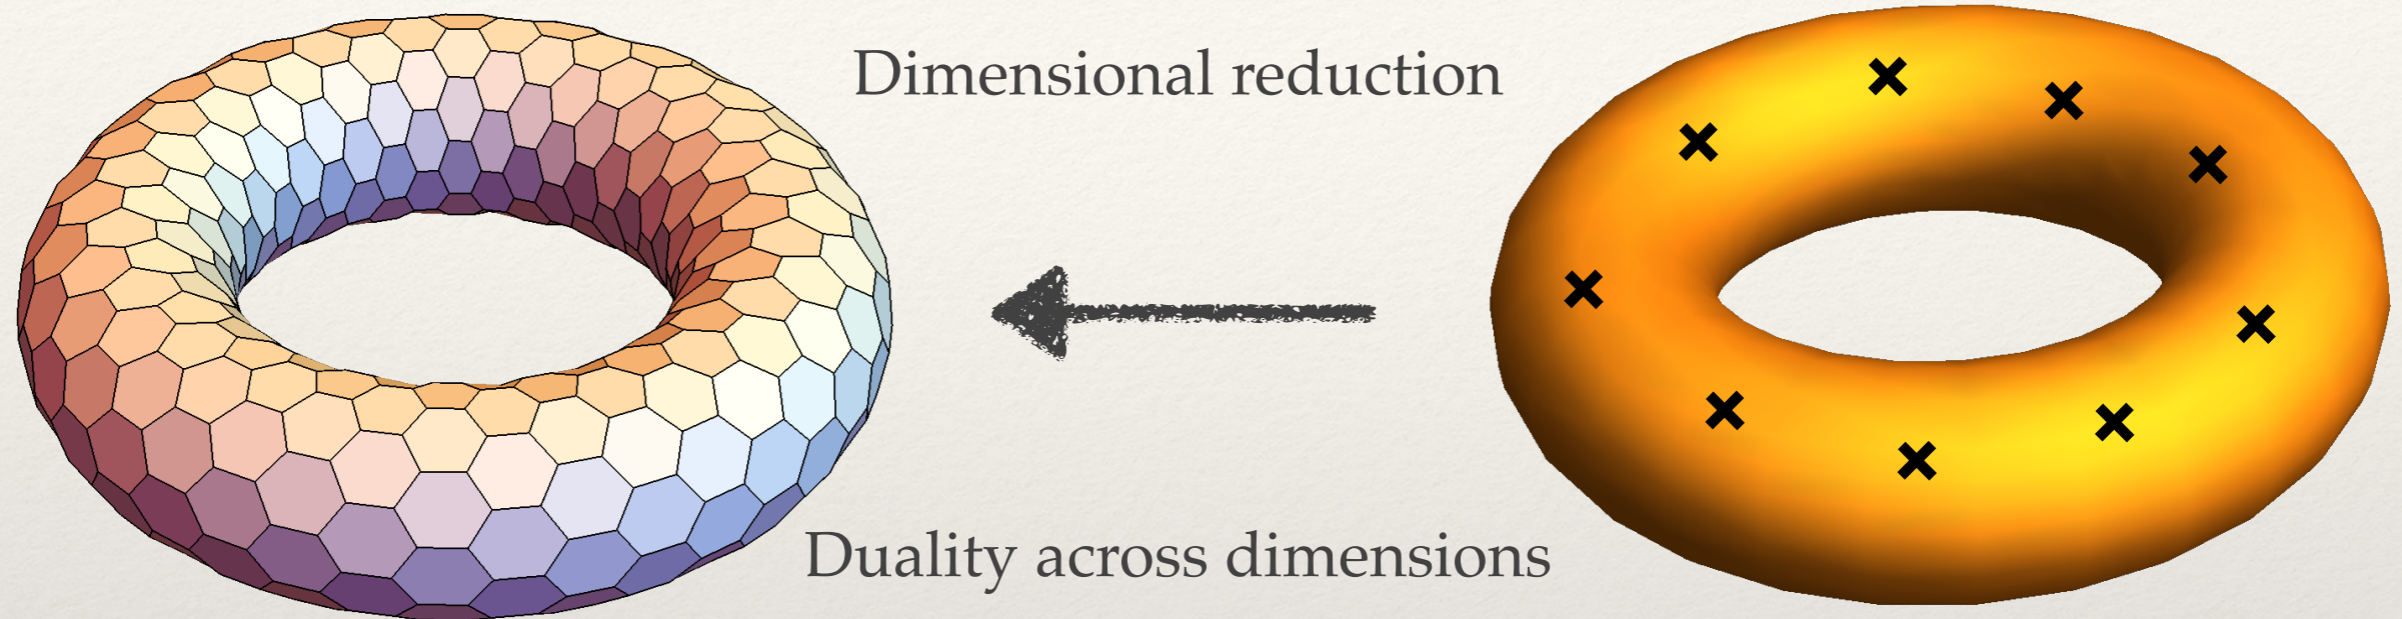 Dimensional reduction
Duality across dimensions